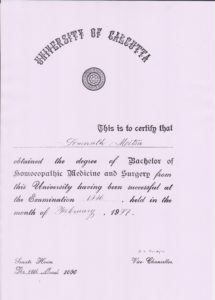 UNIVERSITY OF CALCUTTA
This is to certify that
obtained the degree of Bachelor of
Homoeopathic Medicine and Surgery from
this University having been successful at
the Examination, held in the
month of February,
Senate House
Vice-Chancellor